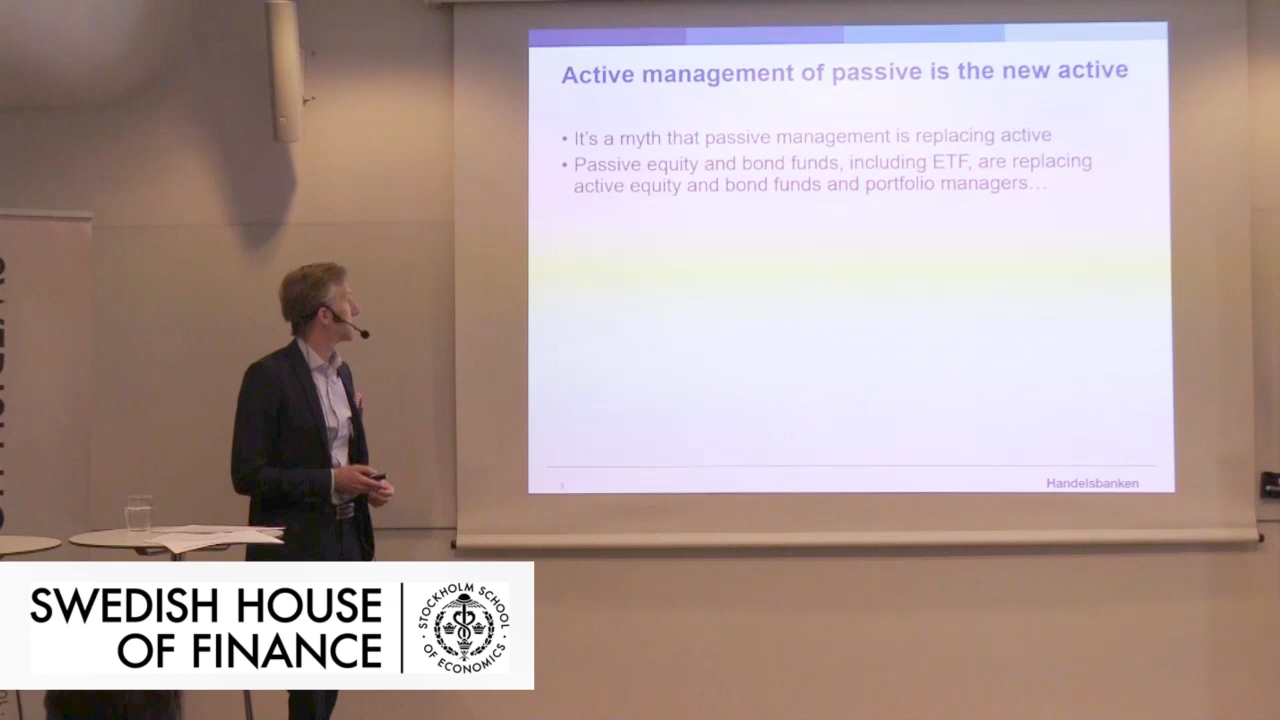 Active management of passive is the new active
• It's a myth that passive management is replacing active
• Passive equity and bond funds, including ETF, are replacing
active equity and bond funds and portfolio managers…
Handelsbanken
SWEDISH HOUSE
OF FINANCE
STOCKHOLM SCHOOL
· OF ECONOMICS ·